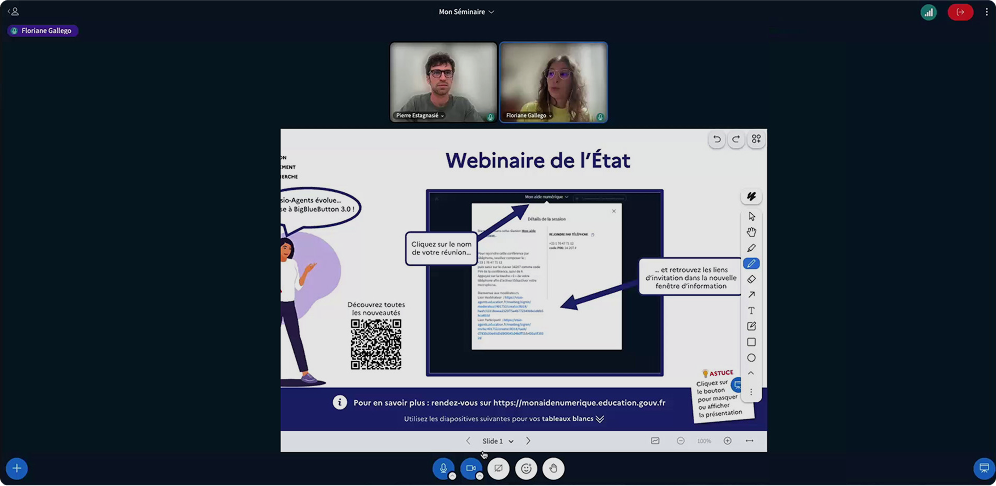 Mon Séminaire
Floriane Gallego
Pierre Estagnasié
Floriane Gallego
ON
EMENT
HERCHE
sio-Agents évolue...
e à BigBlueButton 3.0 !
Webinaire de l'État
Mon aide numérique
Détails de la session
REJOINDRE PAR TÉLÉPHONE
Cliquez sur le nom
de votre réunion...
... et retrouvez les liens
d'invitation dans la nouvelle
fenêtre d'information
Découvrez toutes
les nouveautés
ASTUCE
Cliquez sur
le bouton
pour masquer
ou afficher
la présentation
i
Pour en savoir plus : rendez-vous sur https://monaidenumerique.education.gouv.fr
Utilisez les diapositives suivantes pour vos tableaux blancs
Slide 1
100%